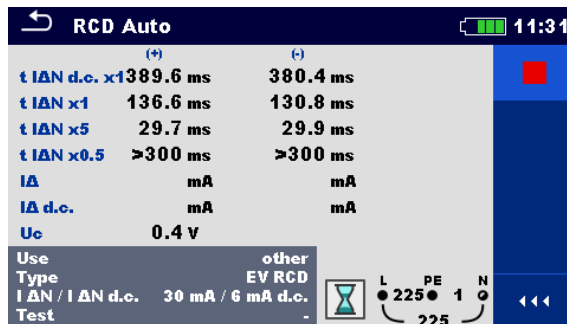 RCD Auto 11:31
(+) (-)
t IΔN d.c. x1 389.6 ms 380.4 ms
t IΔN x1 136.6 ms 130.8 ms
t IΔN x5 29.7 ms 29.9 ms
t IΔN x0.5 >300 ms >300 ms
IΔ mA mA
IΔ d.c. mA mA
Uc 0.4 V
Use other
Type EV RCD
I ΔN / I ΔN d.c. 30 mA / 6 mA d.c.
Test -
L PE N
225 1
225